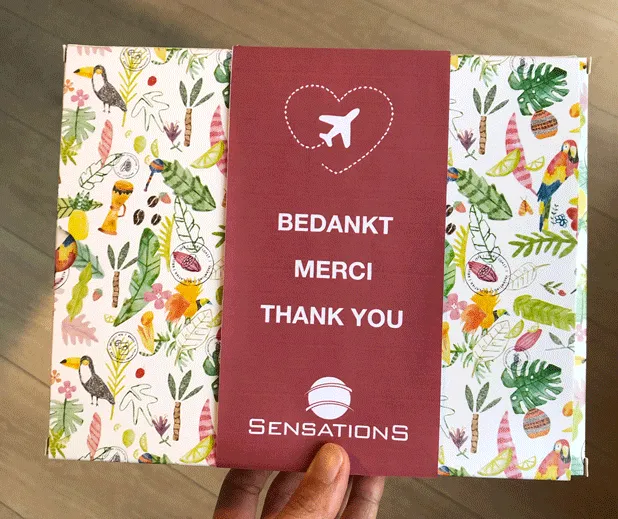 BEDANKT
MERCI
THANK YOU
SENSATIONS